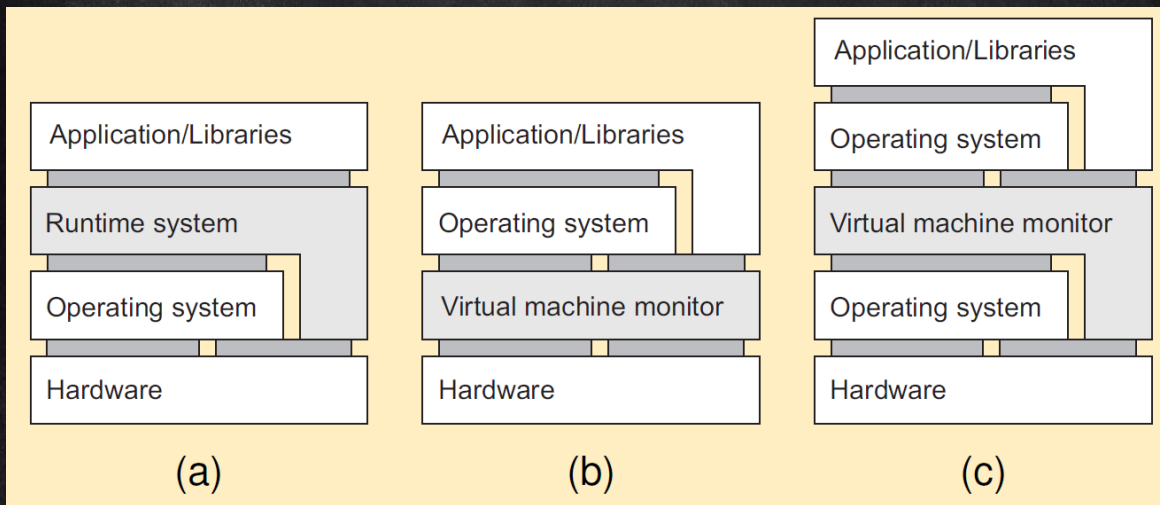 Application/Libraries
Runtime system
Operating system
Hardware
(a)
Application/Libraries
Operating system
Virtual machine monitor
Hardware
(b)
Application/Libraries
Operating system
Virtual machine monitor
Operating system
Hardware
(c)